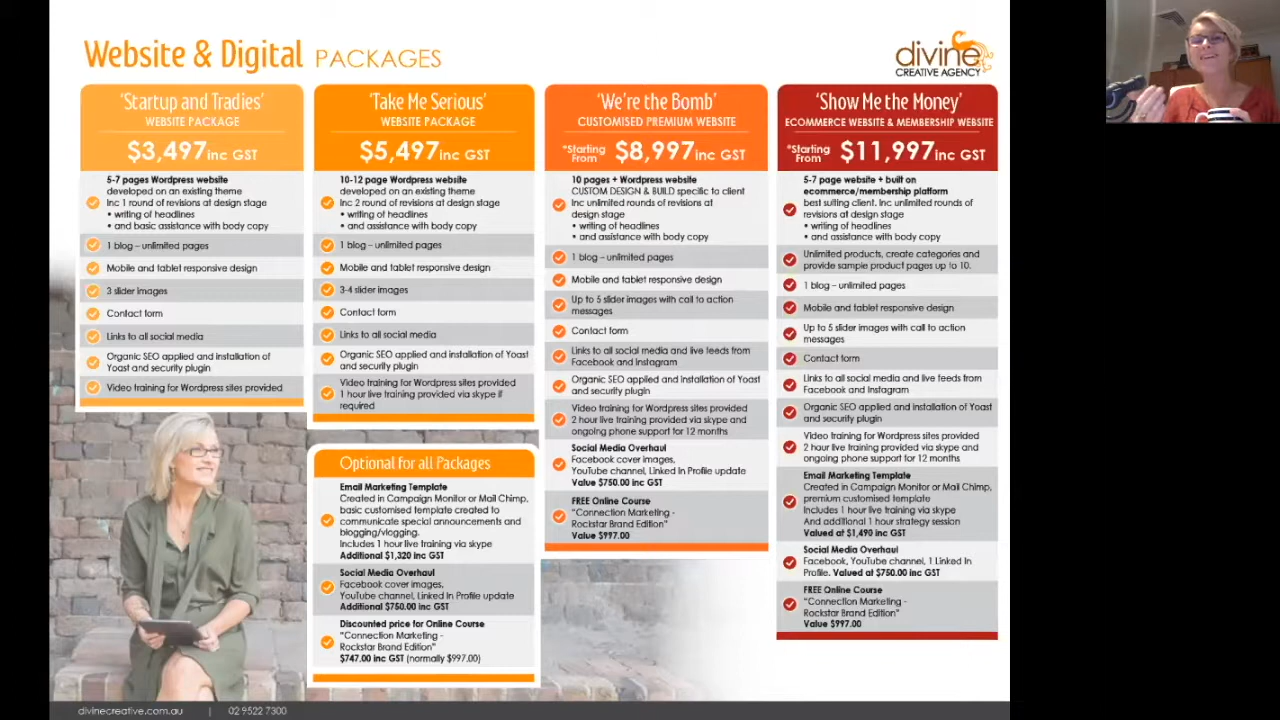 Website & Digital PACKAGES
divine
CREATIVE AGENCY
'Startup and Tradies'
WEBSITE PACKAGE
$3,497inc GST
5-7 pages Wordpress website
developed on an existing theme
Inc 1 round of revisions at design stage
• writing of headlines
• and basic assistance with body copy
1 blog – unlimited pages
Mobile and tablet responsive design
3 slider images
Contact form
Links to all social media
Organic SEO applied and installation of
Yoast and security plugin
Video training for Wordpress sites provided
'Take Me Serious'
WEBSITE PACKAGE
$5,497inc GST
10-12 page Wordpress website
developed on an existing theme
Inc 2 round of revisions at design stage
• writing of headlines
• and assistance with body copy
1 blog – unlimited pages
Mobile and tablet responsive design
3-4 slider images
Contact form
Links to all social media
Organic SEO applied and installation of Yoast
and security plugin
Video training for Wordpress sites provided
1 hour live training provided via skype if
required
Optional for all Packages
Email Marketing Template
Created in Campaign Monitor or Mail Chimp,
basic customised template created to
communicate special announcements and
blogging/vlogging.
Includes 1 hour live training via skype
Additional $1,320 inc GST
Social Media Overhaul
Facebook cover images,
YouTube channel, Linked In Profile update
Additional $750.00 inc GST
Discounted price for Online Course
"Connection Marketing -
Rockstar Brand Edition"
$747.00 inc GST (normally $997.00)
'We're the Bomb'
CUSTOMISED PREMIUM WEBSITE
*Starting
From
$8,997inc GST
10 pages + Wordpress website
CUSTOM DESIGN & BUILD specific to client
Inc unlimited rounds of revisions at
design stage
• writing of headlines
• and assistance with body copy
1 blog – unlimited pages
Mobile and tablet responsive design
Up to 5 slider images with call to action
messages
Contact form
Links to all social media and live feeds from
Facebook and Instagram
Organic SEO applied and installation of Yoast
and security plugin
Video training for Wordpress sites provided
2 hour live training provided via skype and
ongoing phone support for 12 months
Social Media Overhaul
Facebook cover images,
YouTube channel, Linked In Profile update
Value $750.00 inc GST
FREE Online Course
"Connection Marketing -
Rockstar Brand Edition"
Value $997.00
'Show Me the Money'
ECOMMERCE WEBSITE & MEMBERSHIP WEBSITE
*Starting
From
$11,997inc GST
5-7 page website + built on
ecommerce/membership platform
best suiting client. Inc unlimited rounds of
revisions at design stage
• writing of headlines
• and assistance with body copy
Unlimited products, create categories and
provide sample product pages up to 10.
1 blog – unlimited pages
Mobile and tablet responsive design
Up to 5 slider images with call to action
messages
Contact form
Links to all social media and live feeds from
Facebook and Instagram
Organic SEO applied and installation of Yoast
and security plugin
Video training for Wordpress sites provided
2 hour live training provided via skype and
ongoing phone support for 12 months
Email Marketing Template
Created in Campaign Monitor or Mail Chimp,
premium customised template
Includes 1 hour live training via skype
And additional 1 hour strategy session
Valued at $1,490 inc GST
Social Media Overhaul
Facebook, YouTube channel, 1 Linked In
Profile. Valued at $750.00 inc GST
FREE Online Course
"Connection Marketing -
Rockstar Brand Edition"
Value $997.00
divinecreative.com.au | 02 9522 7300